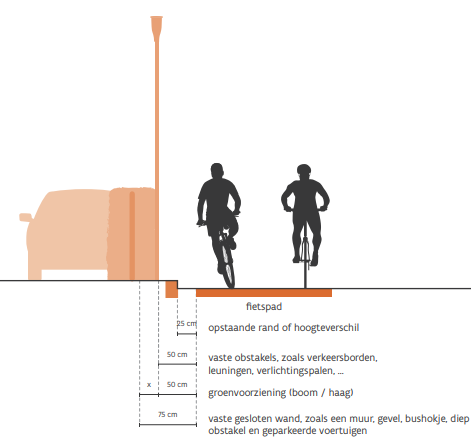 fietspad
25 cm
opstaande rand of hoogteverschil
50 cm
vaste obstakels, zoals verkeersborden,
leuningen, verlichtingspalen, ...
x
50 cm
groenvoorziening (boom / haag)
75 cm
vaste gesloten wand, zoals een muur, gevel, bushokje, diep
obstakel en geparkeerde voertuigen